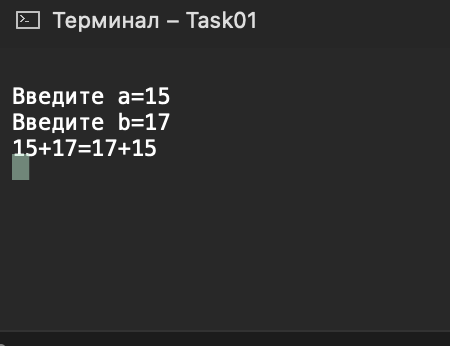 Терминал – Task01
Введите a=15
Введите b=17
15+17=17+15